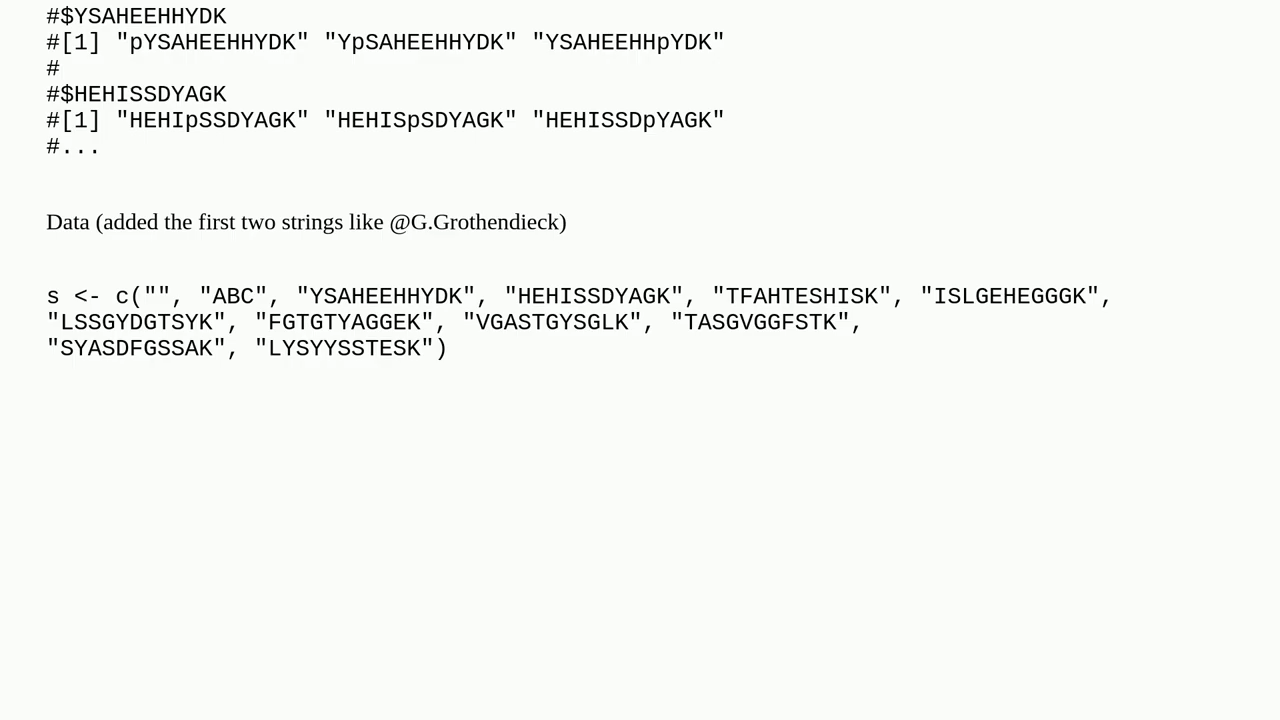 #$YSAHEEHHYDK
#[1] "pYSAHEEHHYDK" "YpSAHEEHHYDK" "YSAHEEHHpYDK"
#
#$HEHISSDYAGK
#[1] "HEHIpSSDYAGK" "HEHISpSDYAGK" "HEHISSDpYAGK"
#...
Data (added the first two strings like @G.Grothendieck)
s <- c("", "ABC", "YSAHEEHHYDK", "HEHISSDYAGK", "TFAHTESHISK", "ISLGEHEGGGK",
"LSSGYDGTSYK", "FGTGTYAGGEK", "VGASTGYSGLK", "TASGVGGFSTK",
"SYASDFGSSAK", "LYSYYSSTESK")